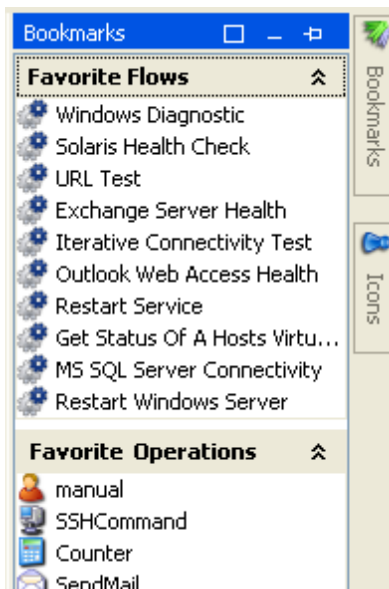 Bookmarks
Favorite Flows
Windows Diagnostic
Solaris Health Check
URL Test
Exchange Server Health
Iterative Connectivity Test
Outlook Web Access Health
Restart Service
Get Status Of A Hosts Virtu...
MS SQL Server Connectivity
Restart Windows Server
Favorite Operations
manual
SSHCommand
Counter
SendMail
Bookmarks
Icons